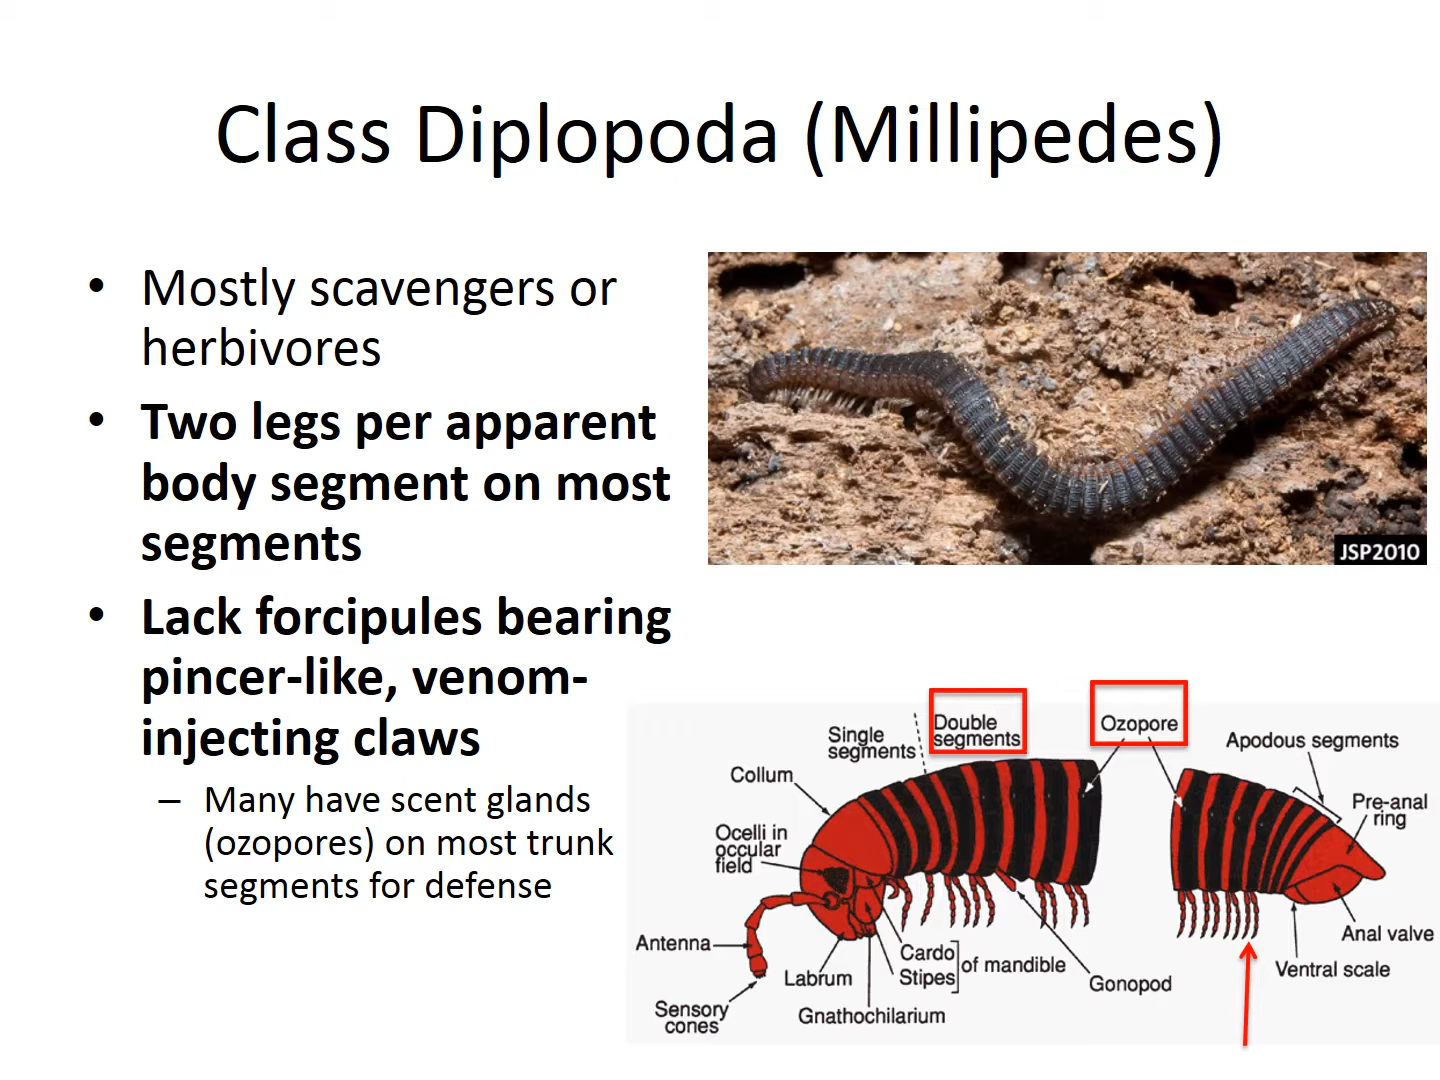 Class Diplopoda (Millipedes)
• Mostly scavengers or
herbivores
• Two legs per apparent
body segment on most
segments
• Lack forcipules bearing
pincer-like, venom-
injecting claws
– Many have scent glands
(ozopores) on most trunk
segments for defense
JSP2010
Single
segments
Double
segments
Ozopore
Apodous segments
Collum
Pre-anal
ring
Ocelli in
occular
field
Antenna
Cardo
Stipes
of mandible
Labrum
Gonopod
Anal valve
Ventral scale
Sensory
cones
Gnathochilarium